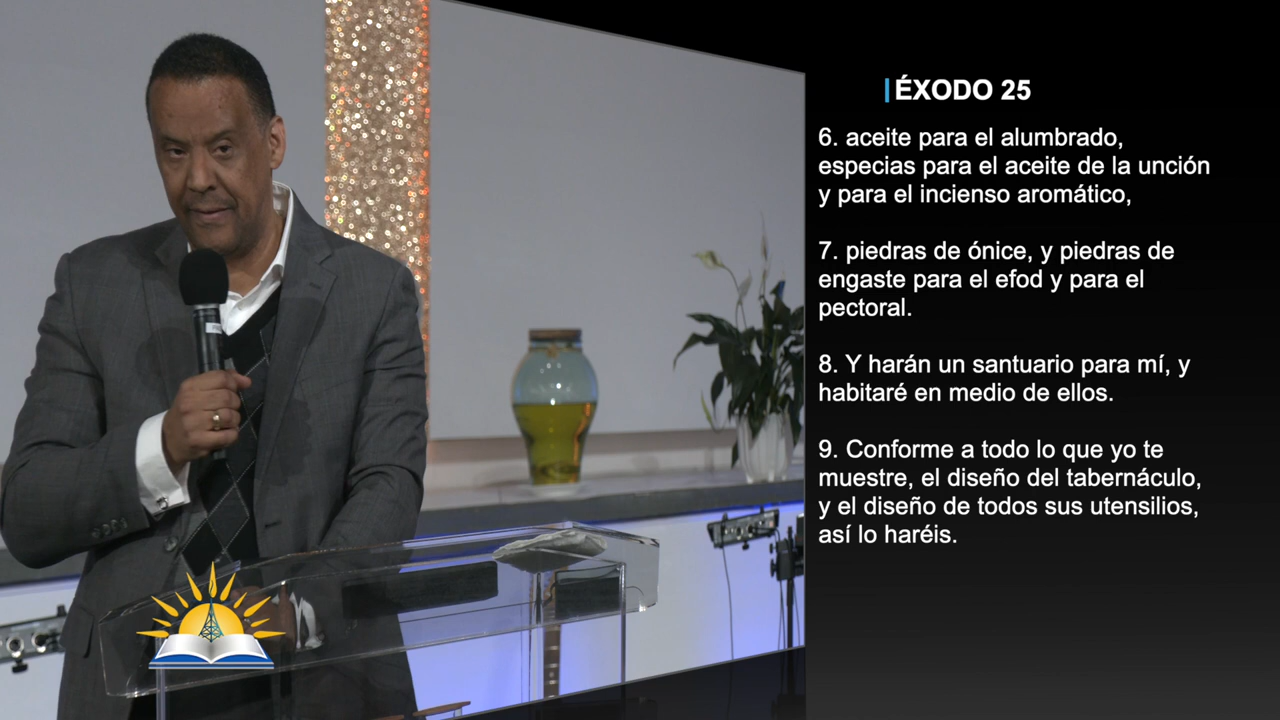 ÉXODO 25
6. aceite para el alumbrado,
especias para el aceite de la unción
y para el incienso aromático,
7. piedras de ónice, y piedras de
engaste para el efod y para el
pectoral.
8. Y harán un santuario para mí, y
habitaré en medio de ellos.
9. Conforme a todo lo que yo te
muestre, el diseño del tabernáculo,
y el diseño de todos sus utensilios,
así lo haréis.